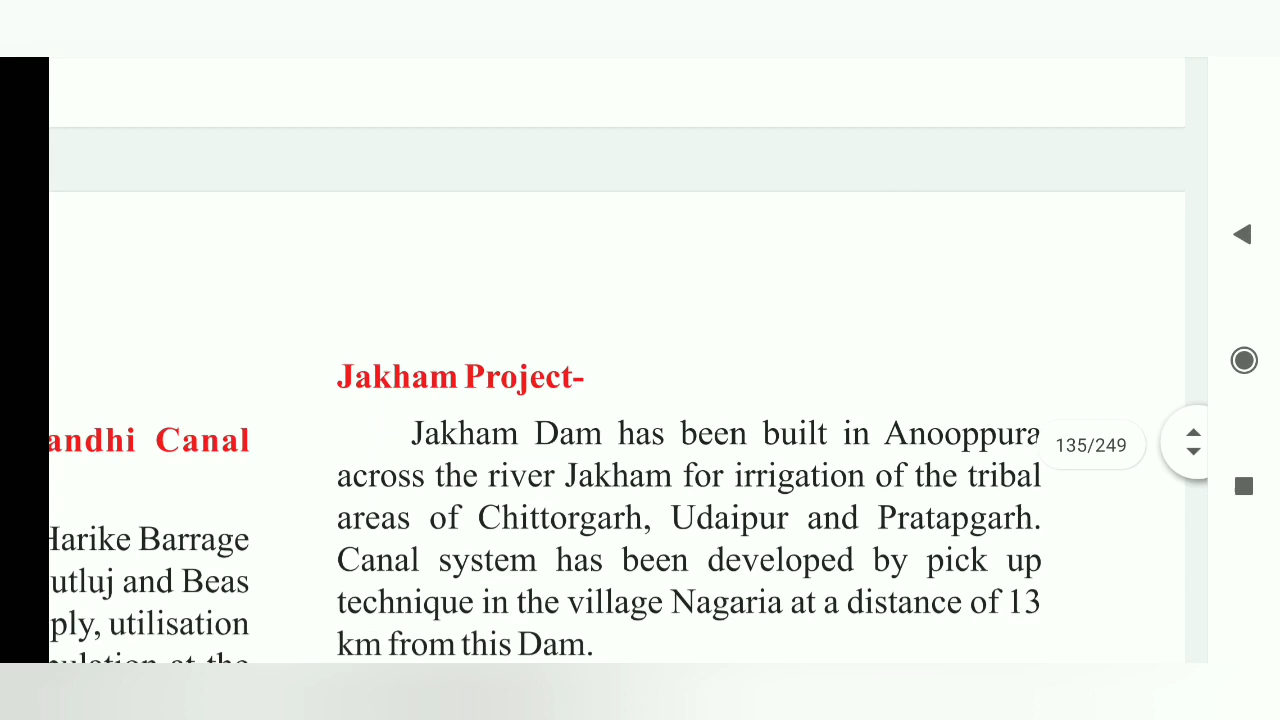 andhi Canal
Harike Barrage
utluj and Beas
ply, utilisation
Jakham Project-
Jakham Dam has been built in Anooppura
across the river Jakham for irrigation of the tribal
areas of Chittorgarh, Udaipur and Pratapgarh.
Canal system has been developed by pick up
technique in the village Nagaria at a distance of 13
km from this Dam.
135/249